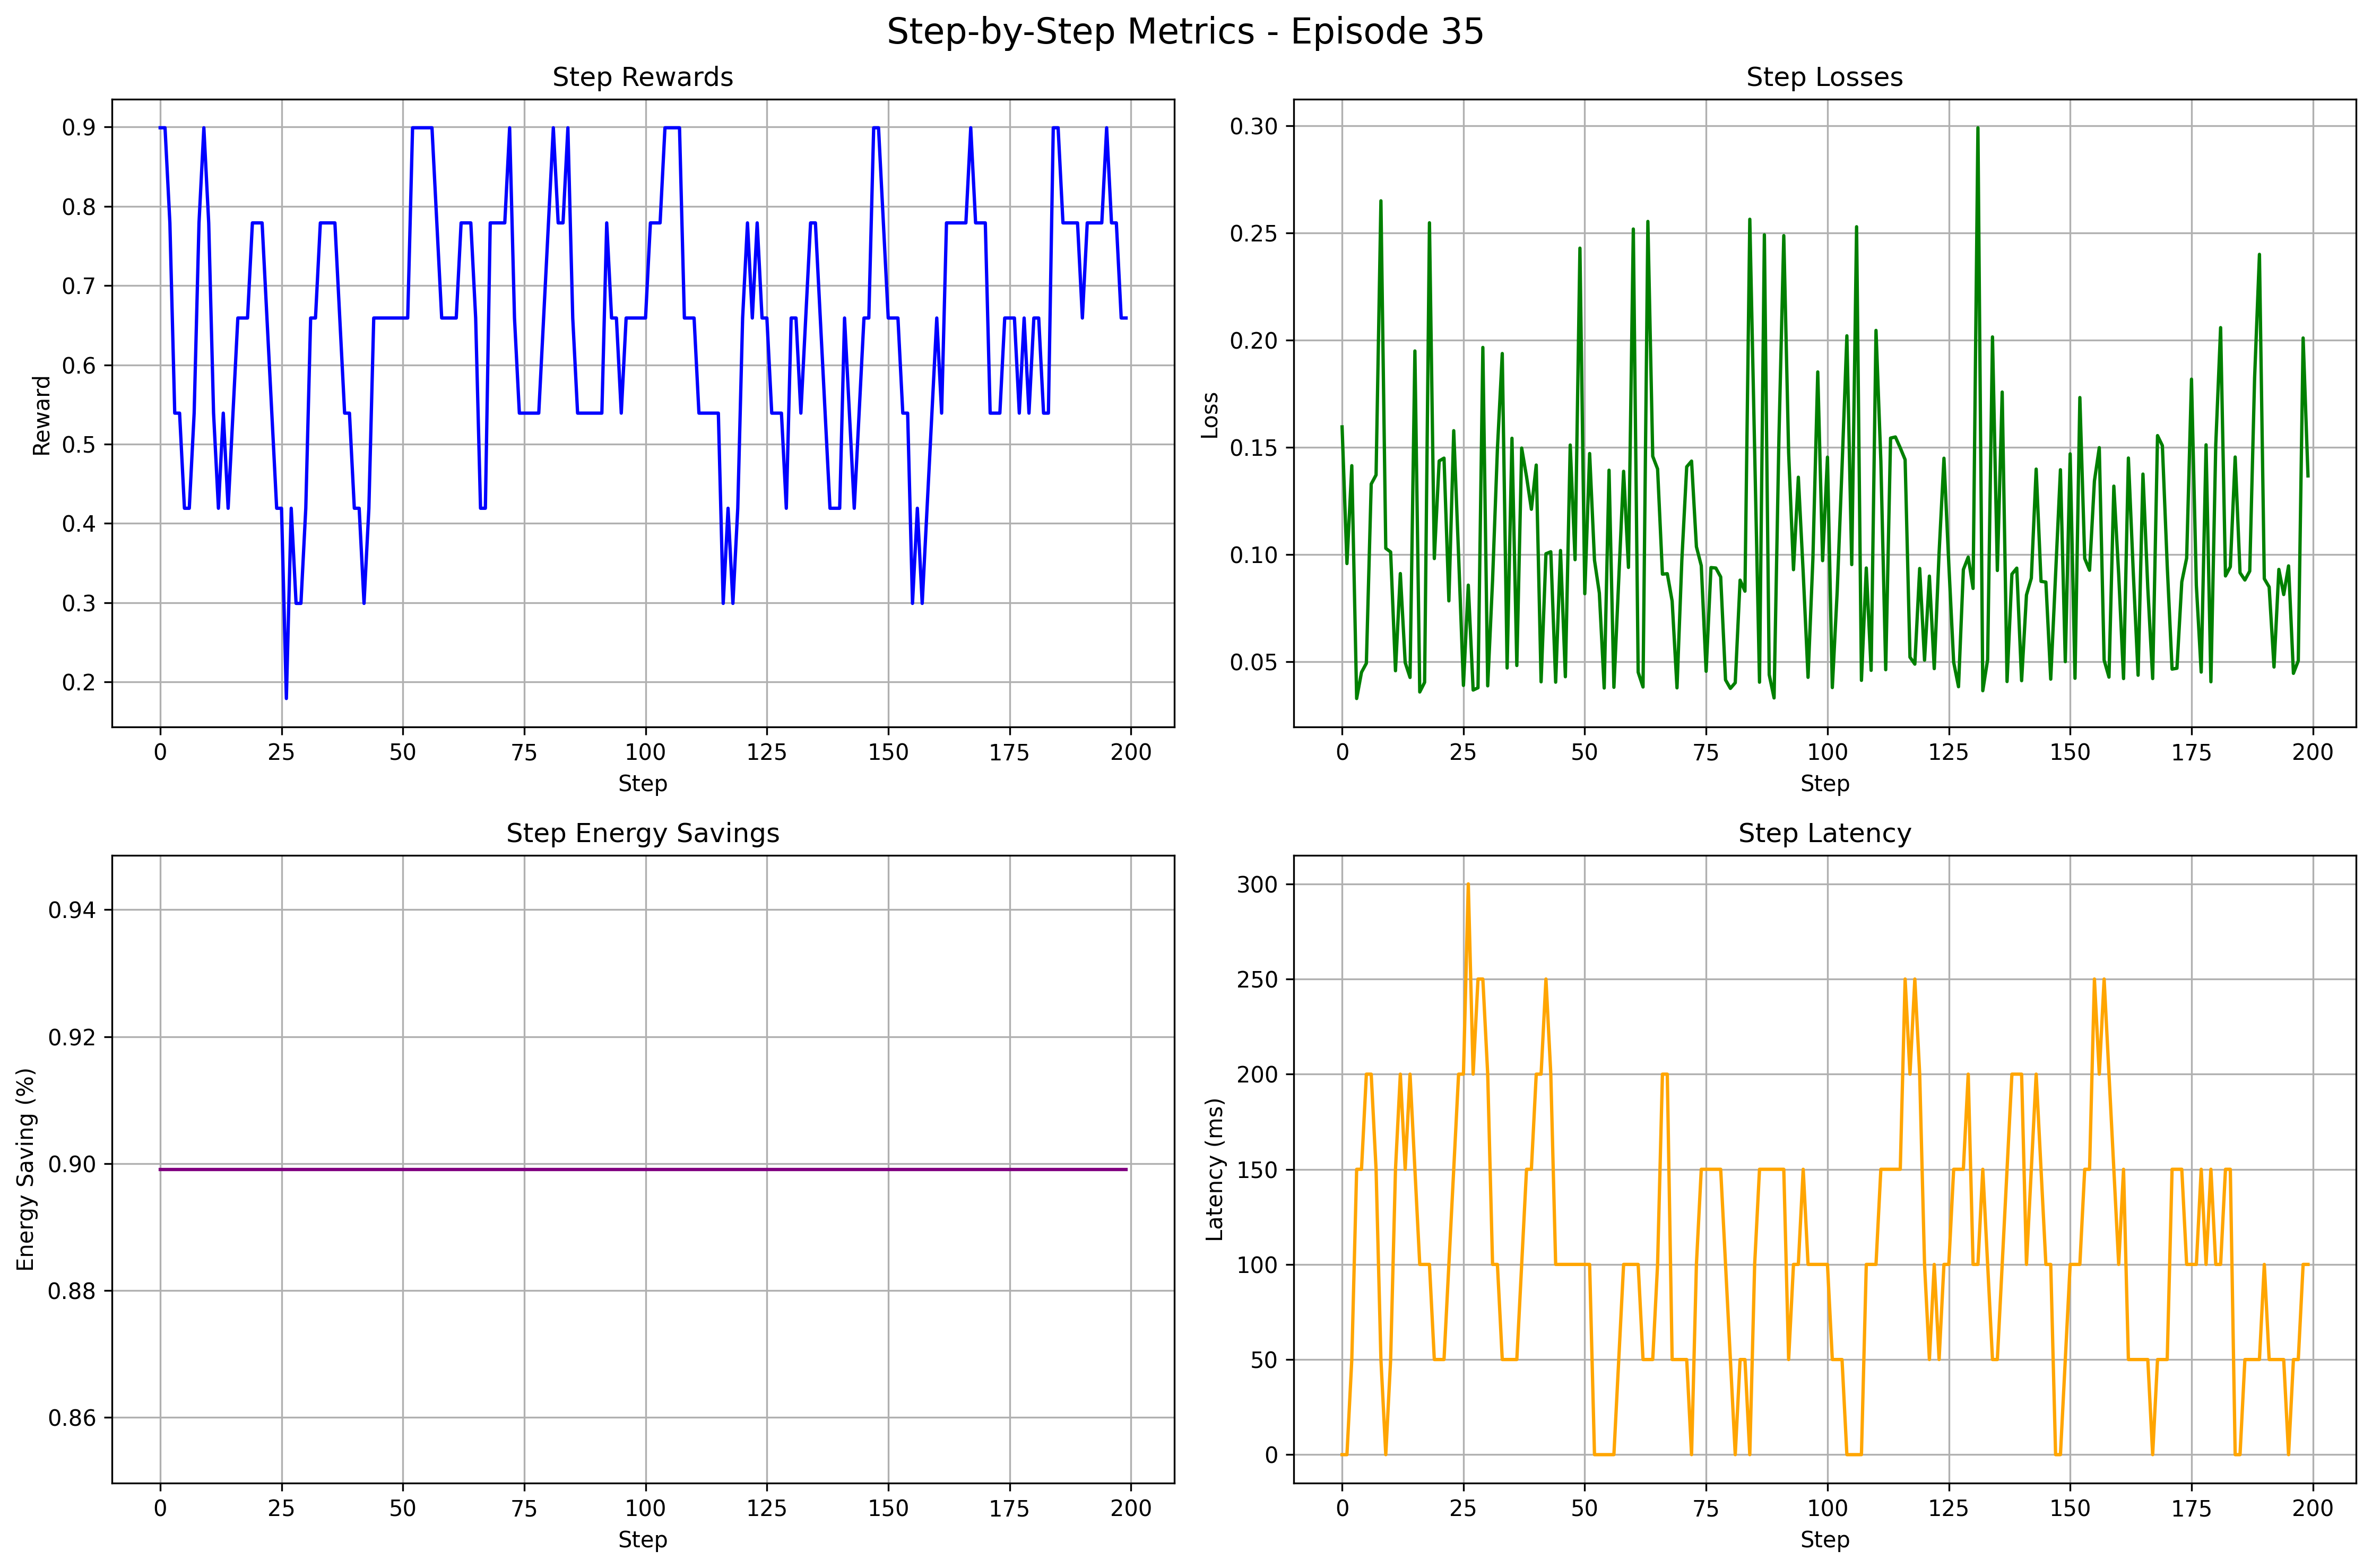 Step-by-Step Metrics - Episode 35
Step Rewards
Reward
0.9
0.8
0.7
0.6
0.5
0.4
0.3
0.2
0 25 50 75 100 125 150 175 200
Step
Step Losses
Loss
0.30
0.25
0.20
0.15
0.10
0.05
0 25 50 75 100 125 150 175 200
Step
Step Energy Savings
Energy Saving (%)
0.94
0.92
0.90
0.88
0.86
0 25 50 75 100 125 150 175 200
Step
Step Latency
Latency (ms)
300
250
200
150
100
50
0
0 25 50 75 100 125 150 175 200
Step